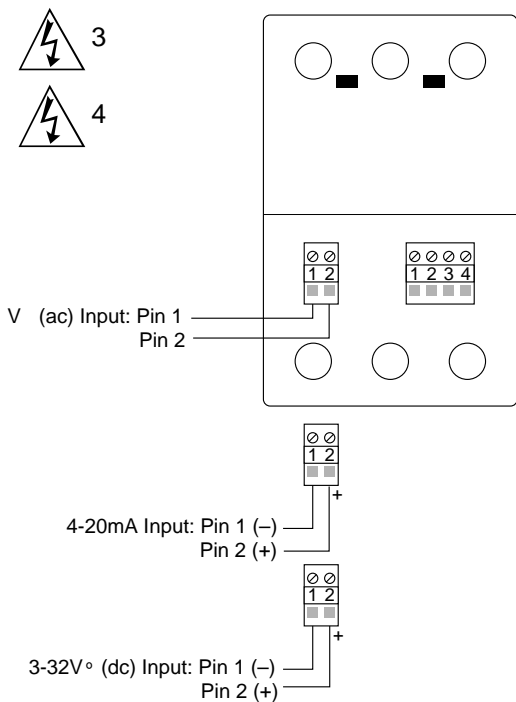 3
4
1 2
1 2 3 4
V (ac) Input: Pin 1
Pin 2
1 2
+
4-20mA Input: Pin 1 (–)
Pin 2 (+)
1 2
+
3-32V° (dc) Input: Pin 1 (–)
Pin 2 (+)